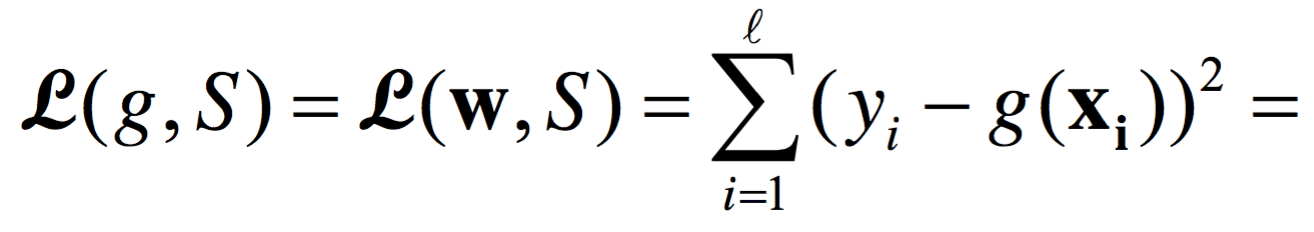 ℒ(g, S) = ℒ(𝐰, S) = ∑_{i=1}^{ℓ} (y_i − g(𝐱_𝐢))² =